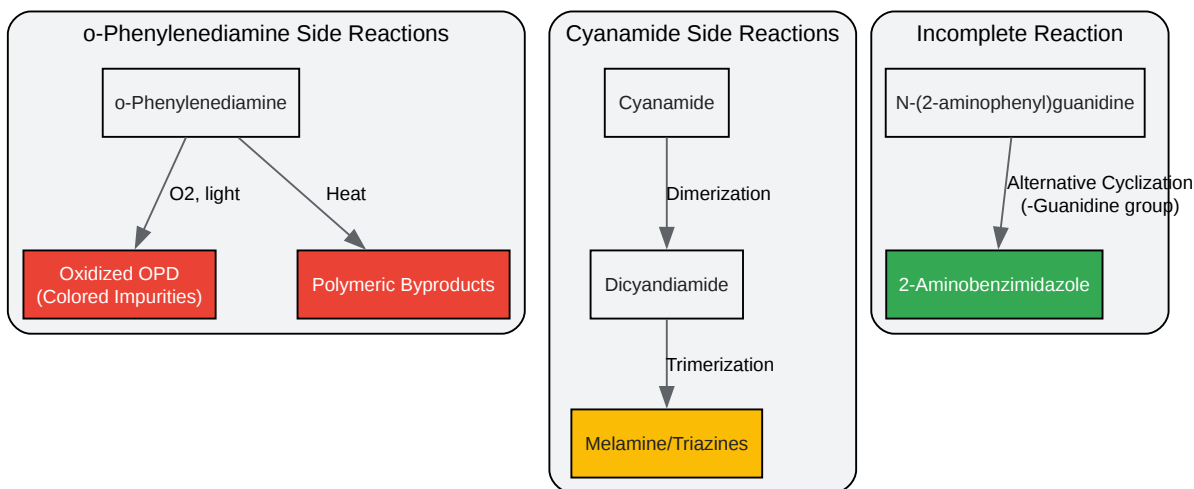 o-Phenylenediamine Side Reactions
o-Phenylenediamine
O2, light
Heat
Oxidized OPD
(Colored Impurities)
Polymeric Byproducts
Cyanamide Side Reactions
Cyanamide
Dimerization
Dicyandiamide
Trimerization
Melamine/Triazines
Incomplete Reaction
N-(2-aminophenyl)guanidine
Alternative Cyclization
(-Guanidine group)
2-Aminobenzimidazole